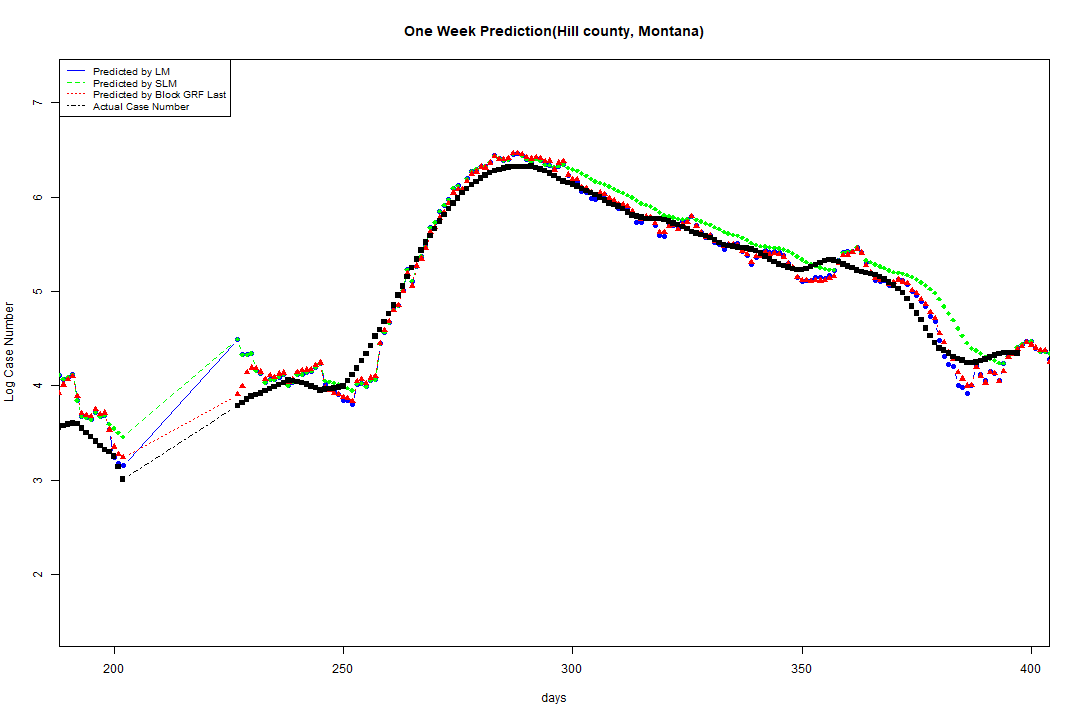 One Week Prediction(Hill county, Montana)
Predicted by LM
Predicted by SLM
Predicted by Block GRF Last
Actual Case Number
7
6
5
4
3
2
Log Case Number
200 250 300 350 400
days